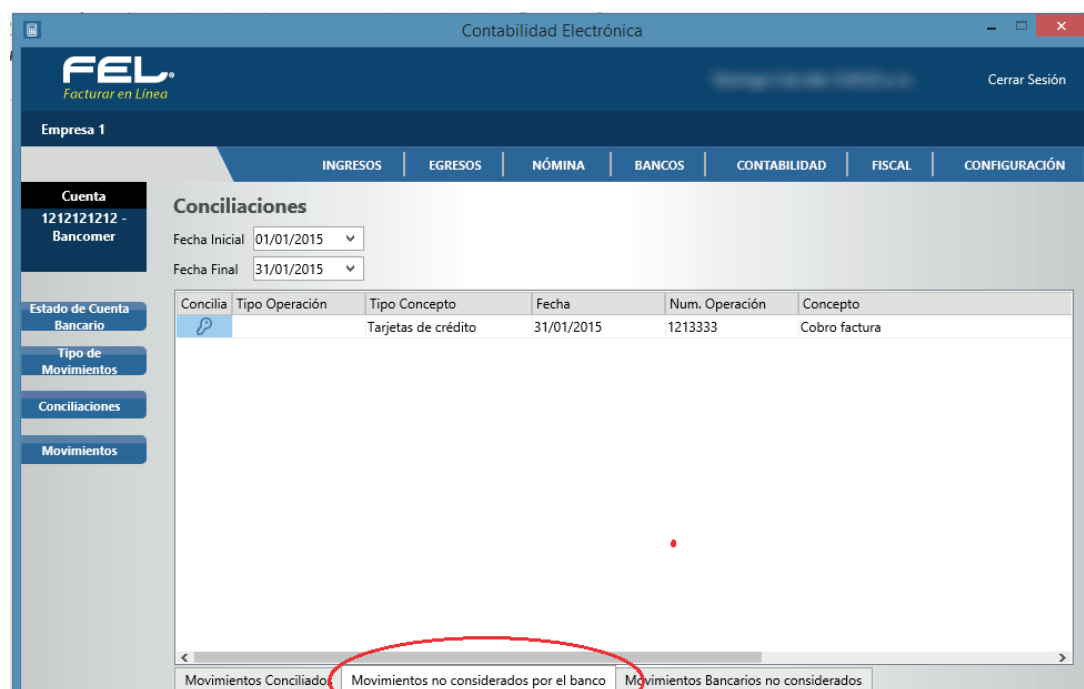 Contabilidad Electrónica
FEL
Facturar en Línea
Cerrar Sesión
Empresa 1
INGRESOS EGRESOS NÓMINA BANCOS CONTABILIDAD FISCAL CONFIGURACIÓN
Cuenta
1212121212 -
Bancomer
Conciliaciones
Fecha Inicial 01/01/2015
Fecha Final 31/01/2015
Estado de Cuenta
Bancario
Tipo de
Movimientos
Conciliaciones
Movimientos
Concilia Tipo Operación Tipo Concepto Fecha Num. Operación Concepto
Tarjetas de crédito 31/01/2015 1213333 Cobro factura
Movimientos Conciliados Movimientos no considerados por el banco Movimientos Bancarios no considerados